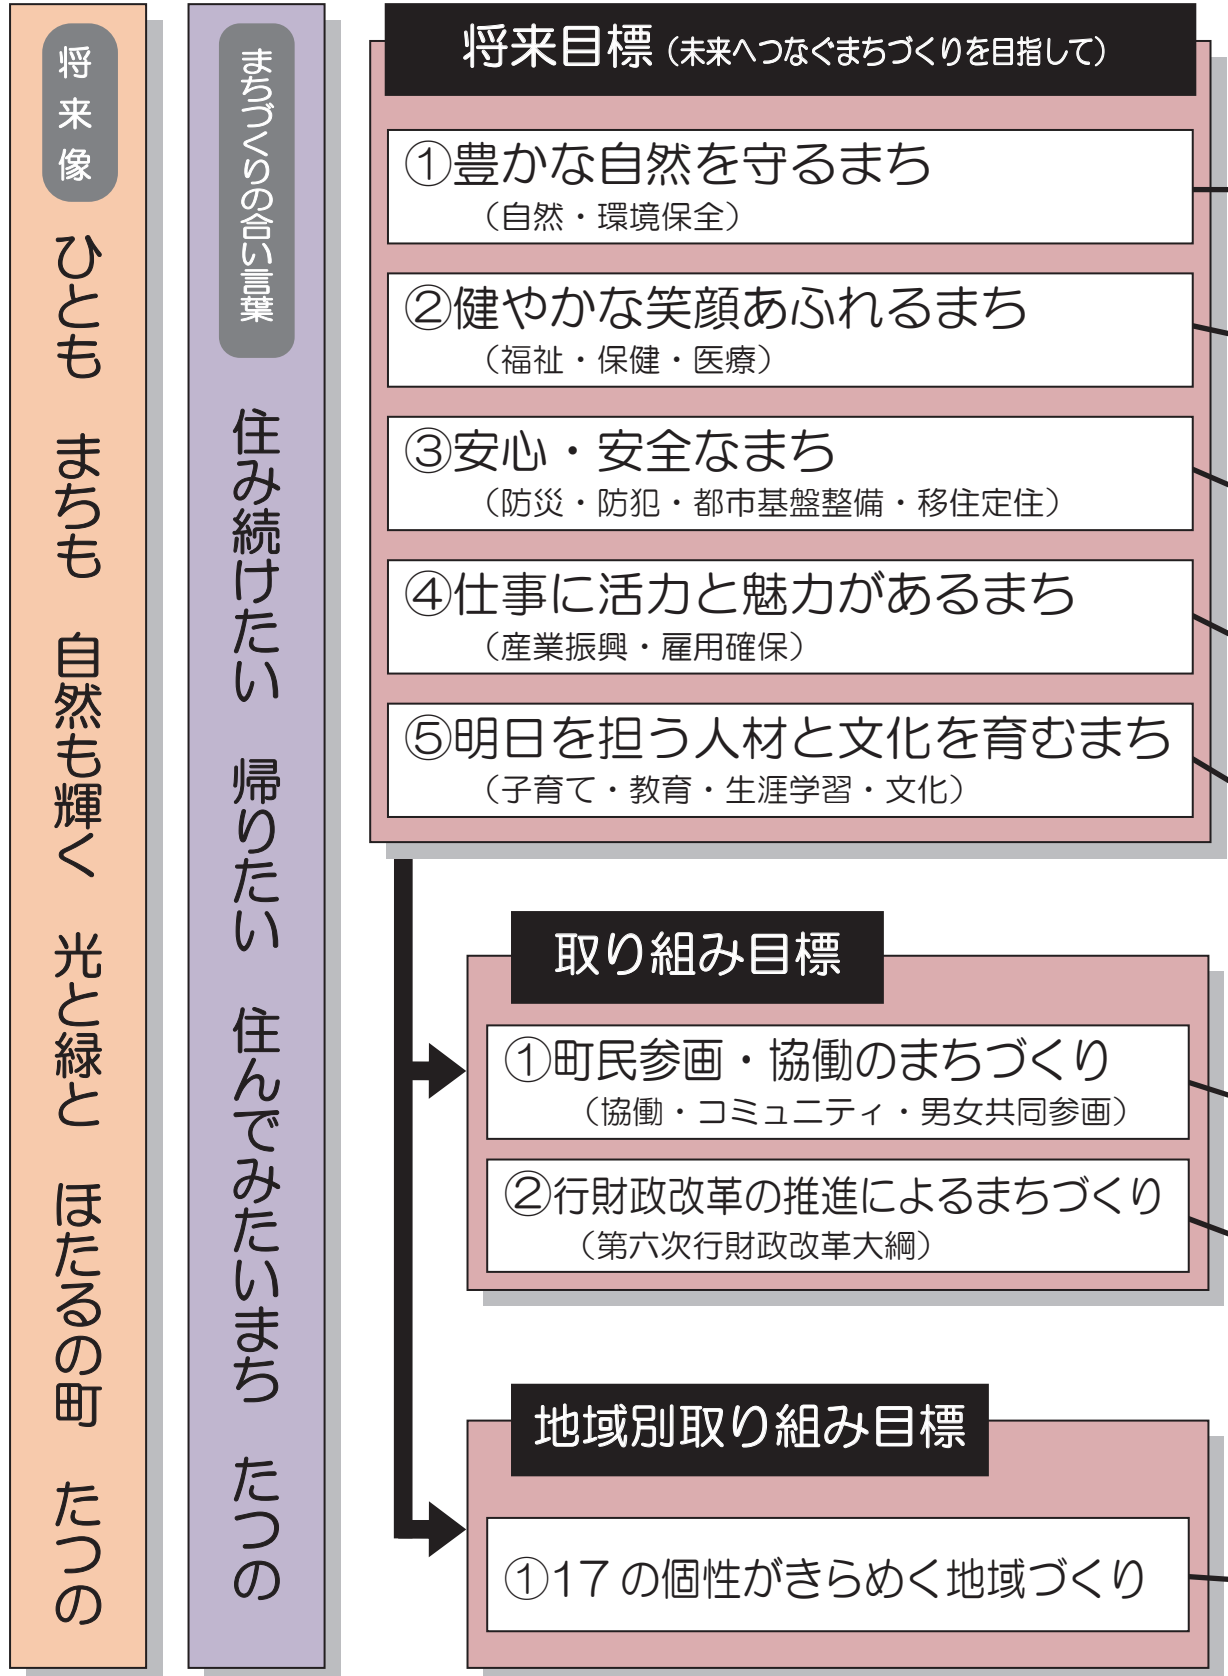 将来像
ひとも まちも 自然も輝く 光と緑と ほたるの町 たつの
まちづくりの合い言葉
住み続けたい 帰りたい 住んでみたいまち たつの
将来目標（未来へつなぐまちづくりを目指して）
①豊かな自然を守るまち
（自然・環境保全）
②健やかな笑顔あふれるまち
（福祉・保健・医療）
③安心・安全なまち
（防災・防犯・都市基盤整備・移住定住）
④仕事に活力と魅力があるまち
（産業振興・雇用確保）
⑤明日を担う人材と文化を育むまち
（子育て・教育・生涯学習・文化）
取り組み目標
①町民参画・協働のまちづくり
（協働・コミュニティ・男女共同参画）
②行財政改革の推進によるまちづくり
（第六次行財政改革大綱）
地域別取り組み目標
①17の個性がきらめく地域づくり